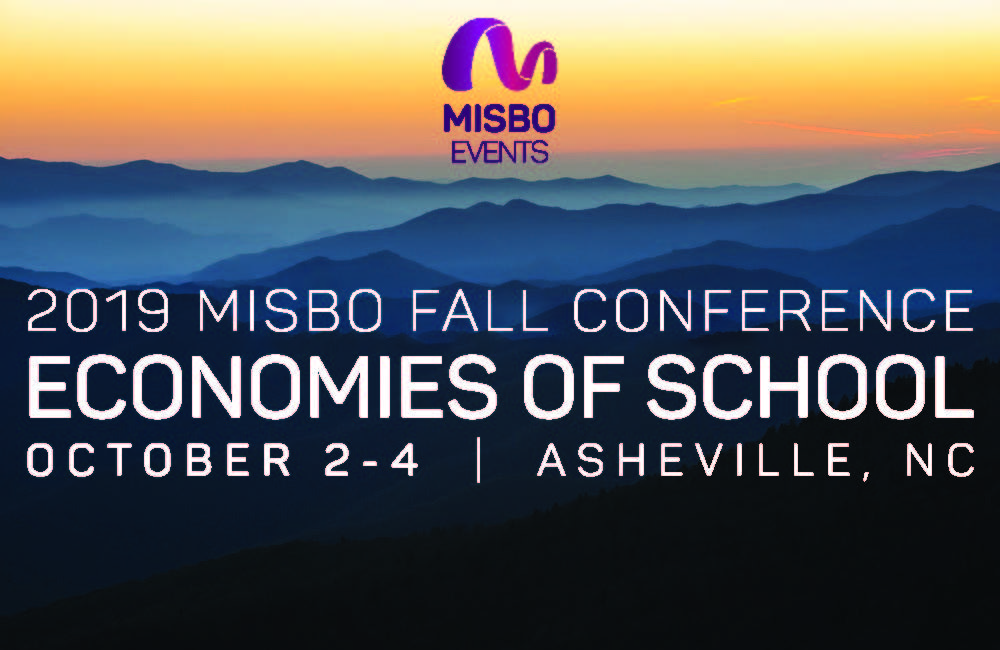 MISBO
EVENTS
2019 MISBO FALL CONFERENCE
ECONOMIES OF SCHOOL
OCTOBER 2-4 | ASHEVILLE, NC